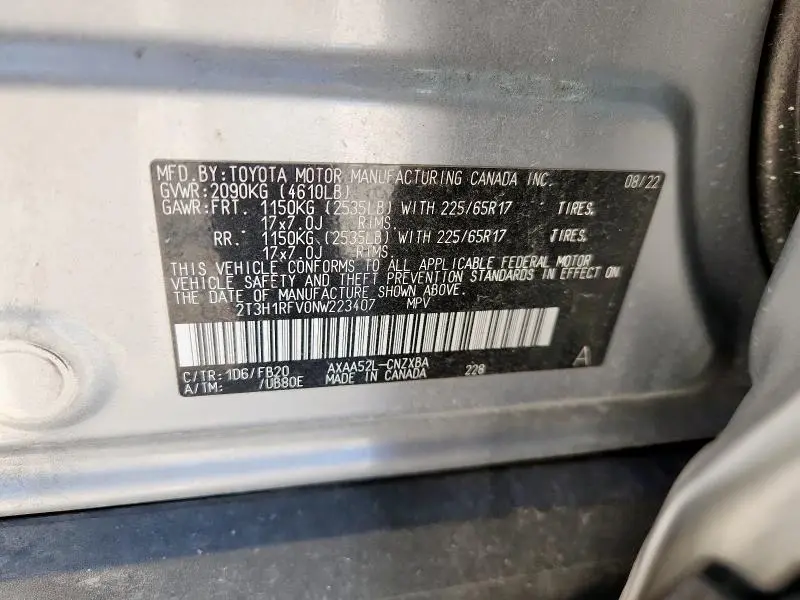 MFD.BY:TOYOTA MOTOR MANUFACTURING CANADA INC. 08/22
GVWR:2090KG (4610LB)
GAWR:FRT. 1150KG (2535LB) WITH 225/65R17 TIRES,
17x7.0J RIMS.
RR. 1150KG (2535LB) WITH 225/65R17 TIRES,
17x7.0J RIMS.
THIS VEHICLE CONFORMS TO ALL APPLICABLE FEDERAL MOTOR
VEHICLE SAFETY AND THEFT PREVENTION STANDARDS IN EFFECT ON
THE DATE OF MANUFACTURE SHOWN ABOVE.
2T3H1RFV0NW223407 MPV
A
C/TR:1D6/FB20 AXAA52L-CNZXBA 228
A/TM: /UB80E MADE IN CANADA